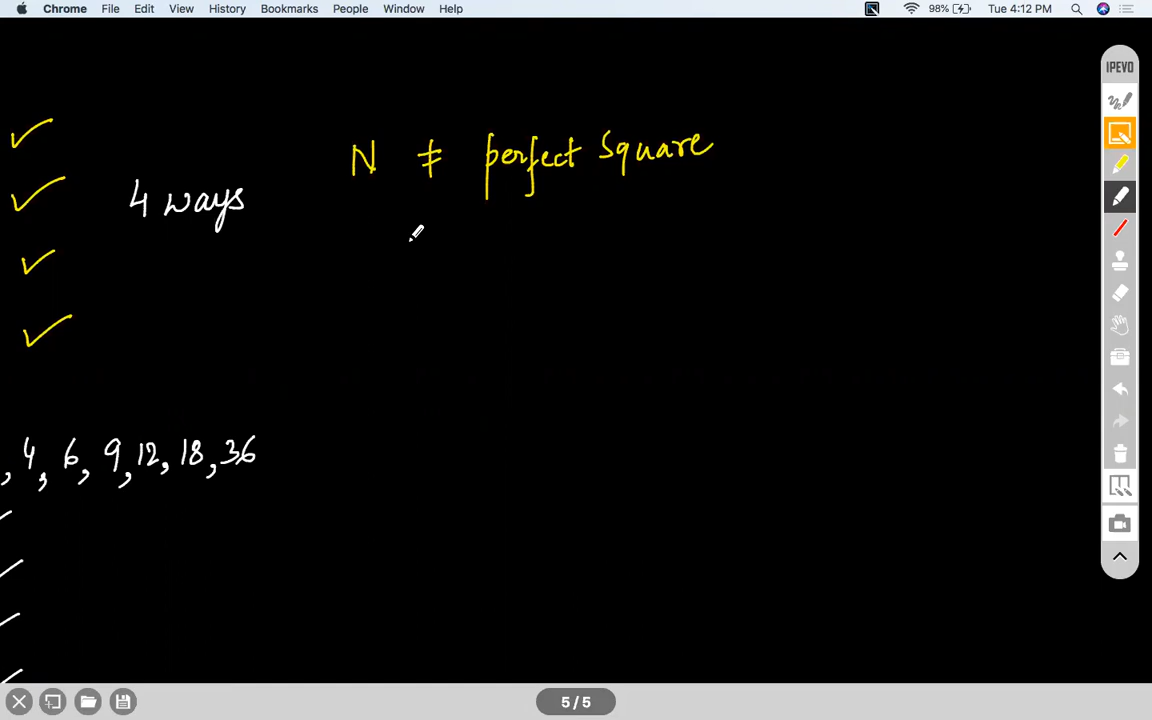 Chrome File Edit View History Bookmarks People Window Help 98% Tue 4:12 PM
IPEVO
N ≠ perfect Square
4 ways
, 4, 6, 9, 12, 18, 36
5/5